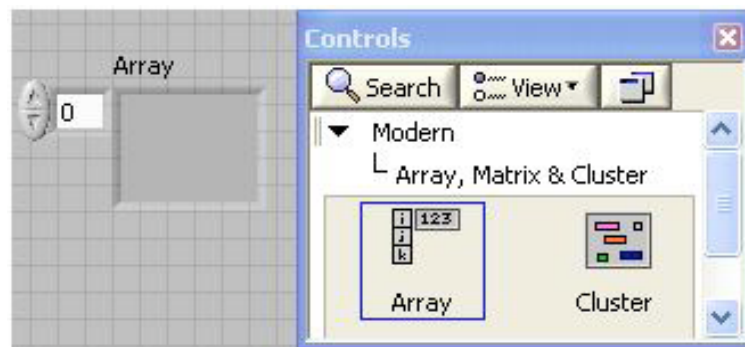 Array
0
Controls
Search View
Modern
Array, Matrix & Cluster
i 123
j
k
Array Cluster